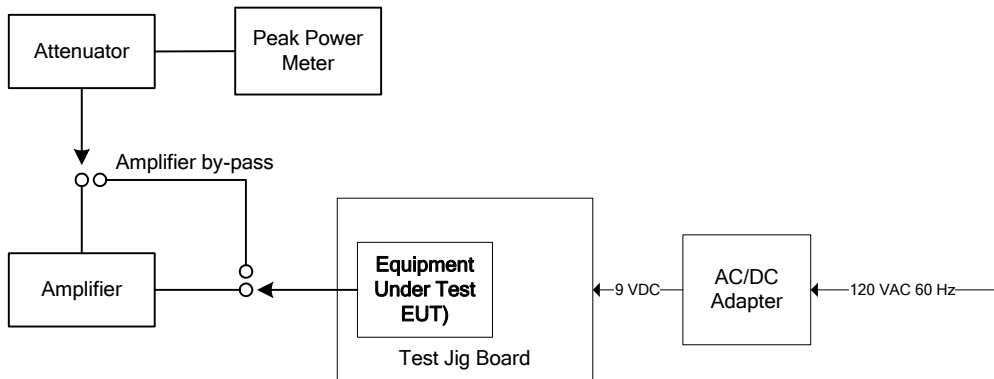 Attenuator
Peak Power
Meter
Amplifier by-pass
Amplifier
Equipment
Under Test
EUT)
Test Jig Board
9 VDC
AC/DC
Adapter
120 VAC 60 Hz